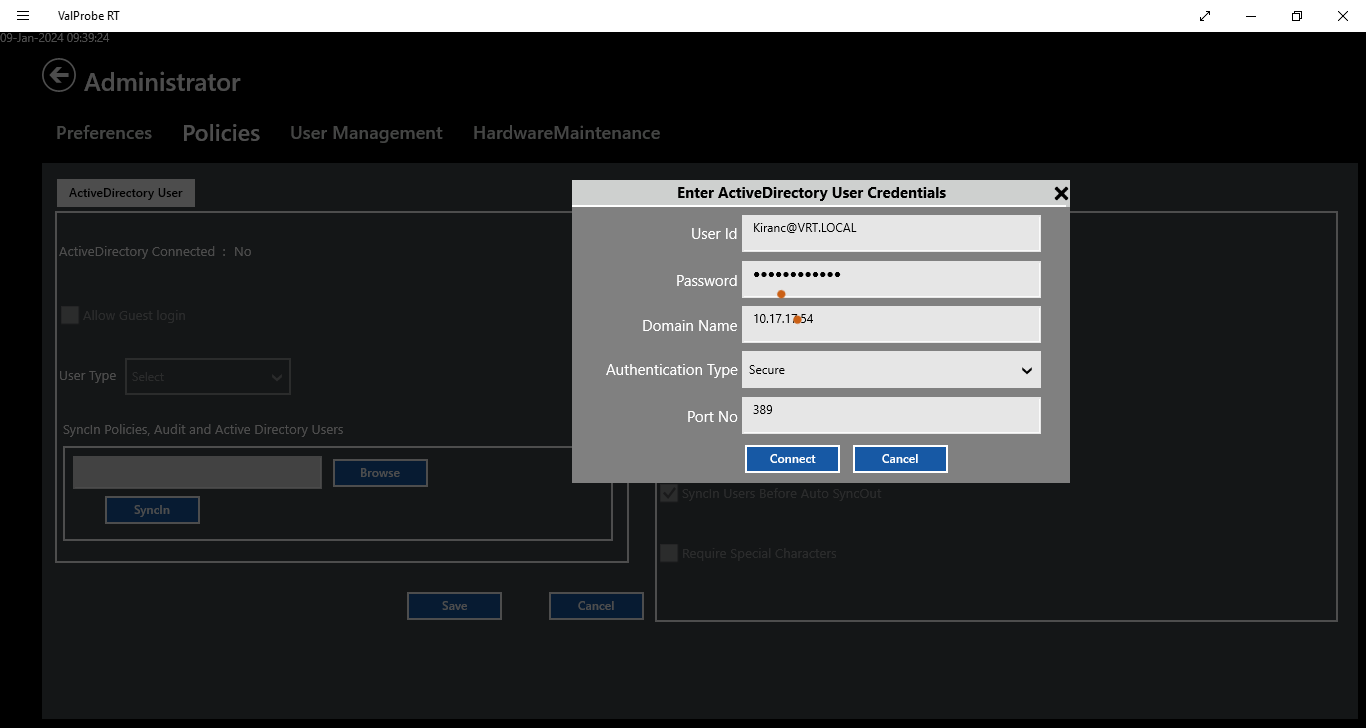 ValProbe RT
09-Jan-2024 09:39:24
Administrator
Preferences Policies User Management HardwareMaintenance
ActiveDirectory User
ActiveDirectory Connected : No
Allow Guest login
User Type Select
SyncIn Policies, Audit and Active Directory Users
Browse
SyncIn
Save Cancel
Enter ActiveDirectory User Credentials
User Id Kiranc@VRT.LOCAL
Password ••••••••••••
Domain Name 10.17.17.54
Authentication Type Secure
Port No 389
Connect Cancel
SyncIn Users Before Auto SyncOut
Require Special Characters